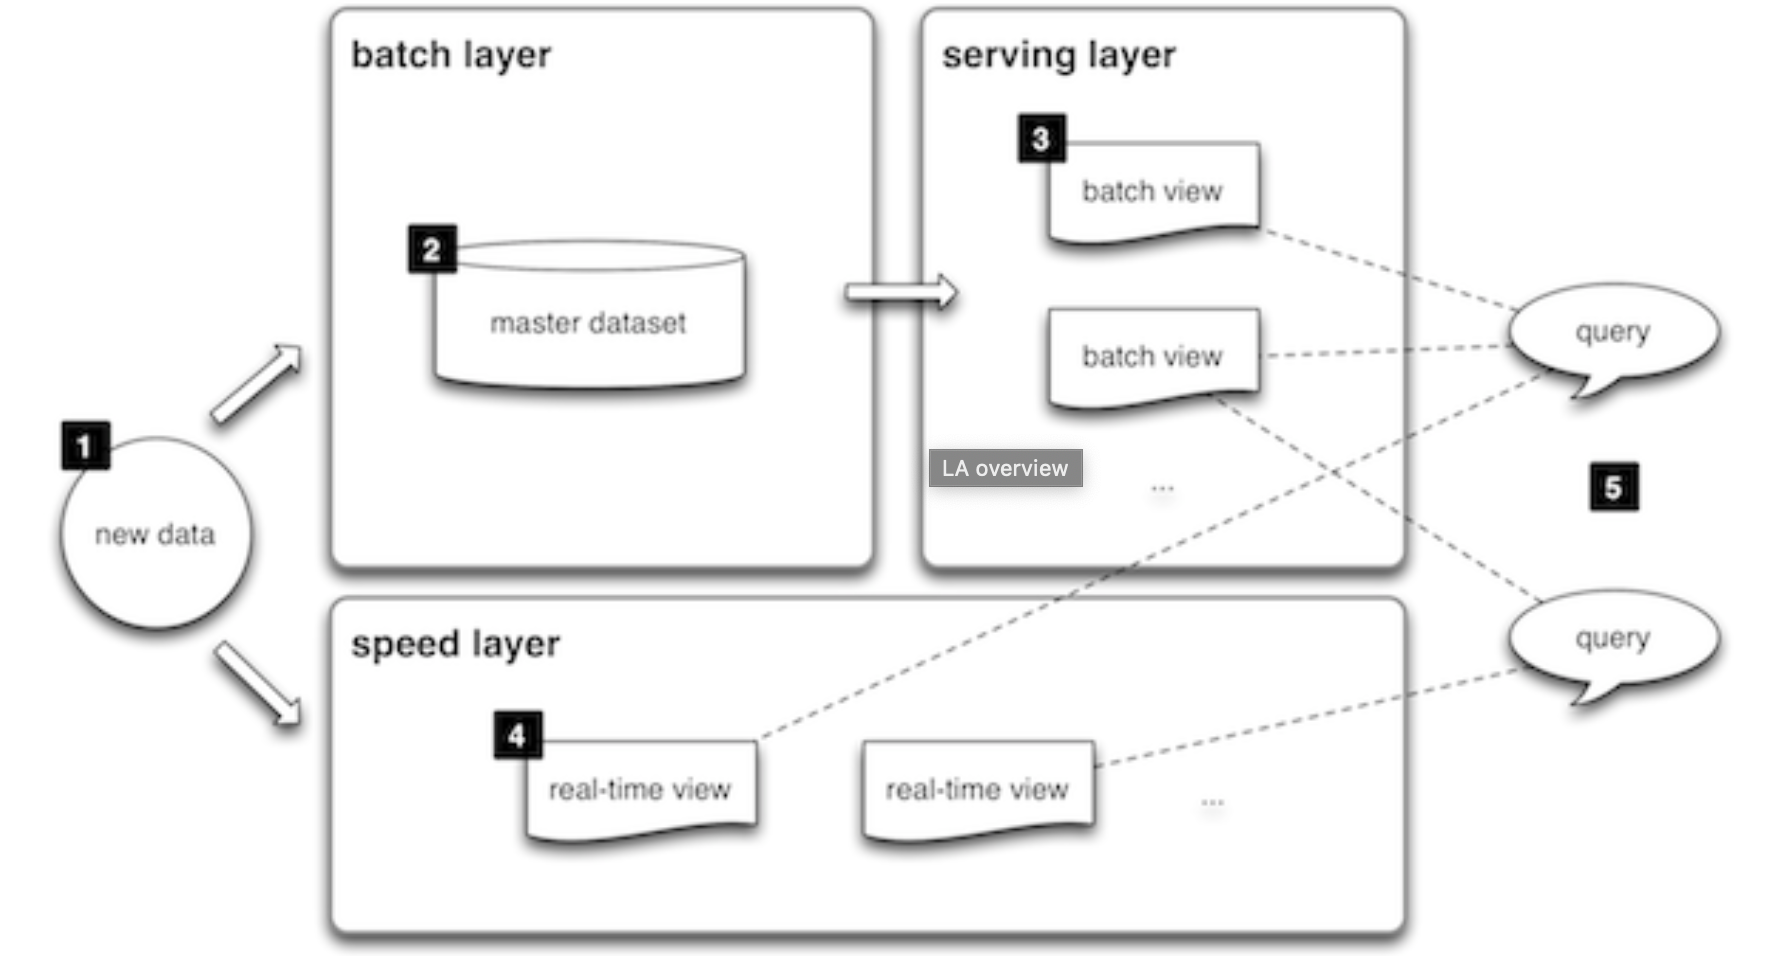 batch layer
2
master dataset
serving layer
3
batch view
batch view
LA overview
...
1
new data
speed layer
4
real-time view
real-time view
...
query
5
query